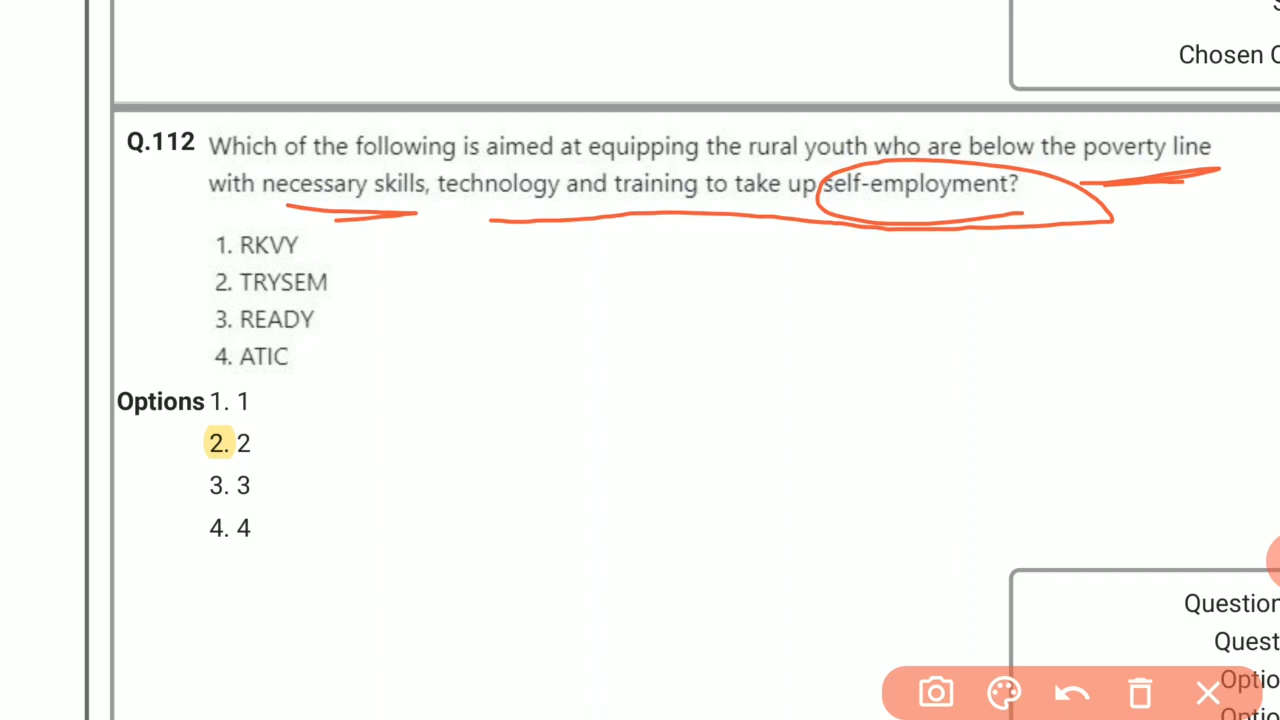 Chosen
Q.112 Which of the following is aimed at equipping the rural youth who are below the poverty line
with necessary skills, technology and training to take up self-employment?
1. RKVY
2. TRYSEM
3. READY
4. ATIC
Options 1. 1
2. 2
3. 3
4. 4
Question
Quest
Optio
Optio